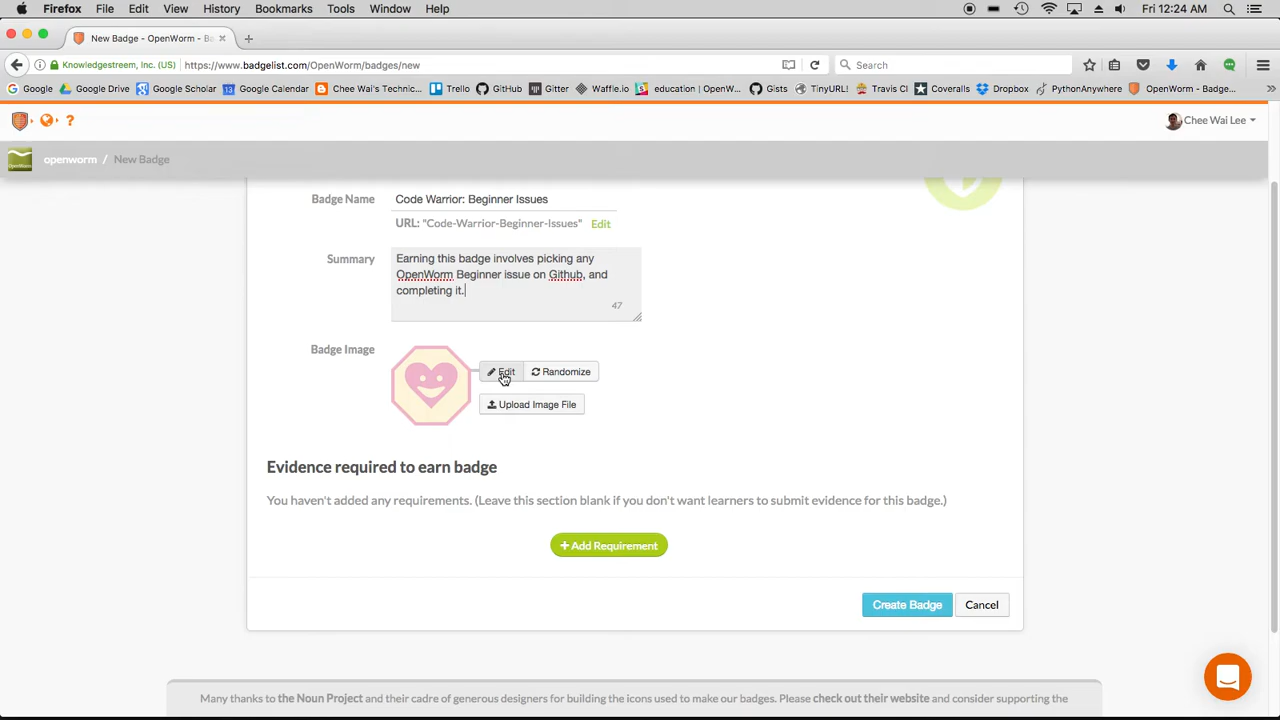 Firefox File Edit View History Bookmarks Tools Window Help Fri 12:24 AM
New Badge - OpenWorm - Ba
Knowledgestreem, Inc. (US) https://www.badgelist.com/OpenWorm/badges/new Search
Google Google Drive Google Scholar Google Calendar Chee Wai's Technic... Trello GitHub Gitter Waffle.io education | OpenW... Gists TinyURL! Travis CI Coveralls Dropbox PythonAnywhere OpenWorm - Badge...
? Chee Wai Lee
openworm / New Badge
Badge Name Code Warrior: Beginner Issues
URL: "Code-Warrior-Beginner-Issues" Edit
Summary Earning this badge involves picking any
OpenWorm Beginner issue on Github, and
completing it.
47
Badge Image
Edit Randomize
Upload Image File
Evidence required to earn badge
You haven't added any requirements. (Leave this section blank if you don't want learners to submit evidence for this badge.)
+ Add Requirement
Create Badge Cancel
Many thanks to the Noun Project and their cadre of generous designers for building the icons used to make our badges. Please check out their website and consider supporting the